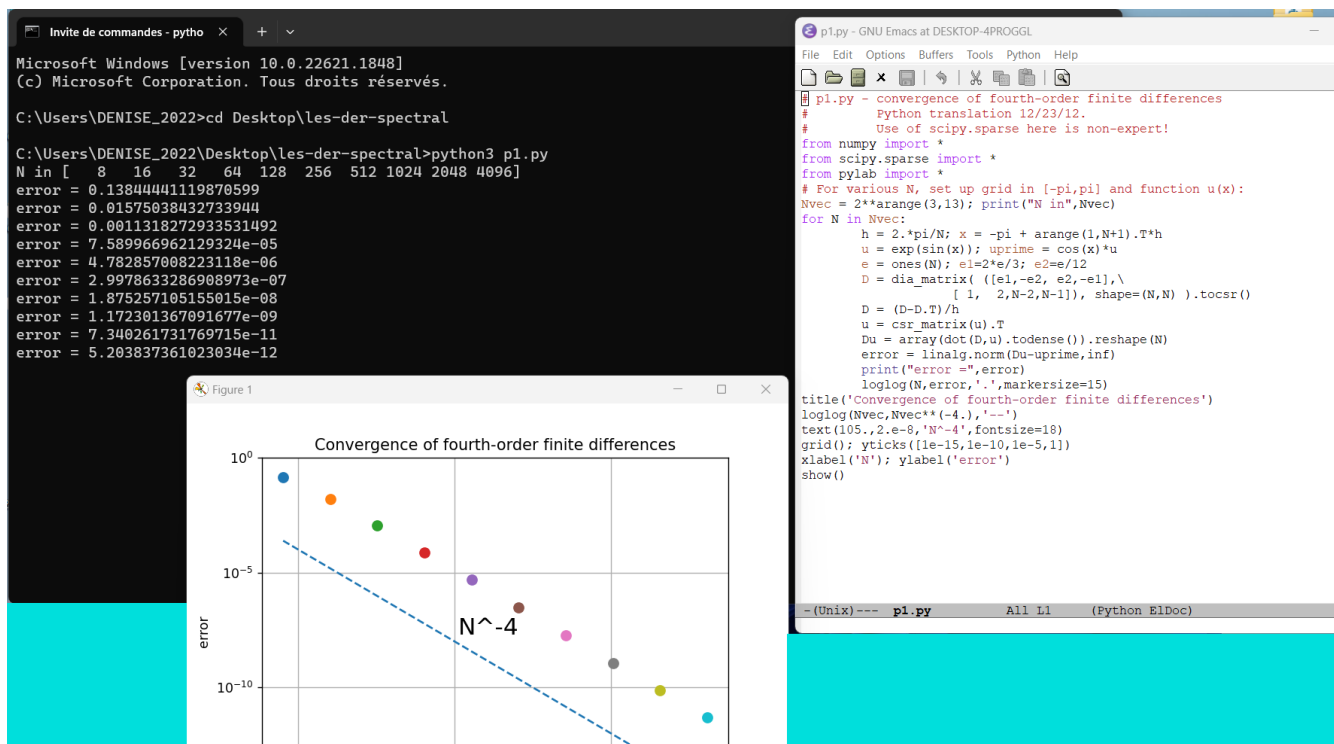 Invite de commandes - pytho
Microsoft Windows [version 10.0.22621.1848]
(c) Microsoft Corporation. Tous droits réservés.
C:\Users\DENISE_2022>cd Desktop\les-der-spectral
C:\Users\DENISE_2022\Desktop\les-der-spectral>python3 p1.py
N in [   8   16   32   64  128  256  512 1024 2048 4096]
error = 0.13844441119870599
error = 0.01575038432733944
error = 0.0011318272933531492
error = 7.589966962129324e-05
error = 4.782857008223118e-06
error = 2.9978633286908973e-07
error = 1.875257105155015e-08
error = 1.172301367091677e-09
error = 7.340261731769715e-11
error = 5.203837361023034e-12
Figure 1
Convergence of fourth-order finite differences
10^0
10^-5
N^-4
error
10^-10
p1.py - GNU Emacs at DESKTOP-4PROGGL
File Edit Options Buffers Tools Python Help
# p1.py - convergence of fourth-order finite differences
#         Python translation 12/23/12.
#         Use of scipy.sparse here is non-expert!
from numpy import *
from scipy.sparse import *
from pylab import *
# For various N, set up grid in [-pi,pi] and function u(x):
Nvec = 2**arange(3,13); print("N in",Nvec)
for N in Nvec:
        h = 2.*pi/N; x = -pi + arange(1,N+1).T*h
        u = exp(sin(x)); uprime = cos(x)*u
        e = ones(N); e1=2*e/3; e2=e/12
        D = dia_matrix( ([e1,-e2, e2,-e1],\
                     [ 1,  2,N-2,N-1]), shape=(N,N) ).tocsr()
        D = (D-D.T)/h
        u = csr_matrix(u).T
        Du = array(dot(D,u).todense()).reshape(N)
        error = linalg.norm(Du-uprime,inf)
        print("error =",error)
        loglog(N,error,'.',markersize=15)
title('Convergence of fourth-order finite differences')
loglog(Nvec,Nvec**(-4.),'--')
text(105.,2.e-8,'N^-4',fontsize=18)
grid(); yticks([1e-15,1e-10,1e-5,1])
xlabel('N'); ylabel('error')
show()
-(Unix)---  p1.py          All L1     (Python ElDoc)